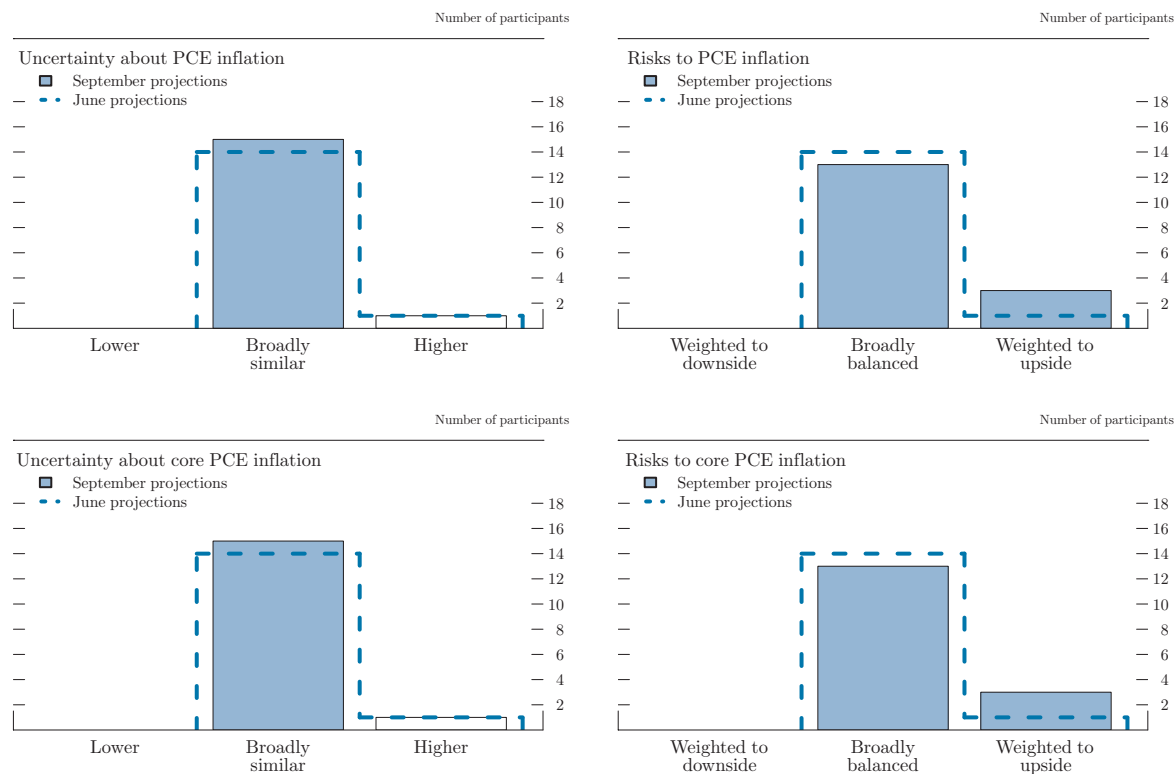 Number of participants
Uncertainty about PCE inflation
September projections
June projections
18
16
14
12
10
8
6
4
2
Lower
Broadly
similar
Higher
Number of participants
Risks to PCE inflation
September projections
June projections
18
16
14
12
10
8
6
4
2
Weighted to
downside
Broadly
balanced
Weighted to
upside
Number of participants
Uncertainty about core PCE inflation
September projections
June projections
18
16
14
12
10
8
6
4
2
Lower
Broadly
similar
Higher
Number of participants
Risks to core PCE inflation
September projections
June projections
18
16
14
12
10
8
6
4
2
Weighted to
downside
Broadly
balanced
Weighted to
upside